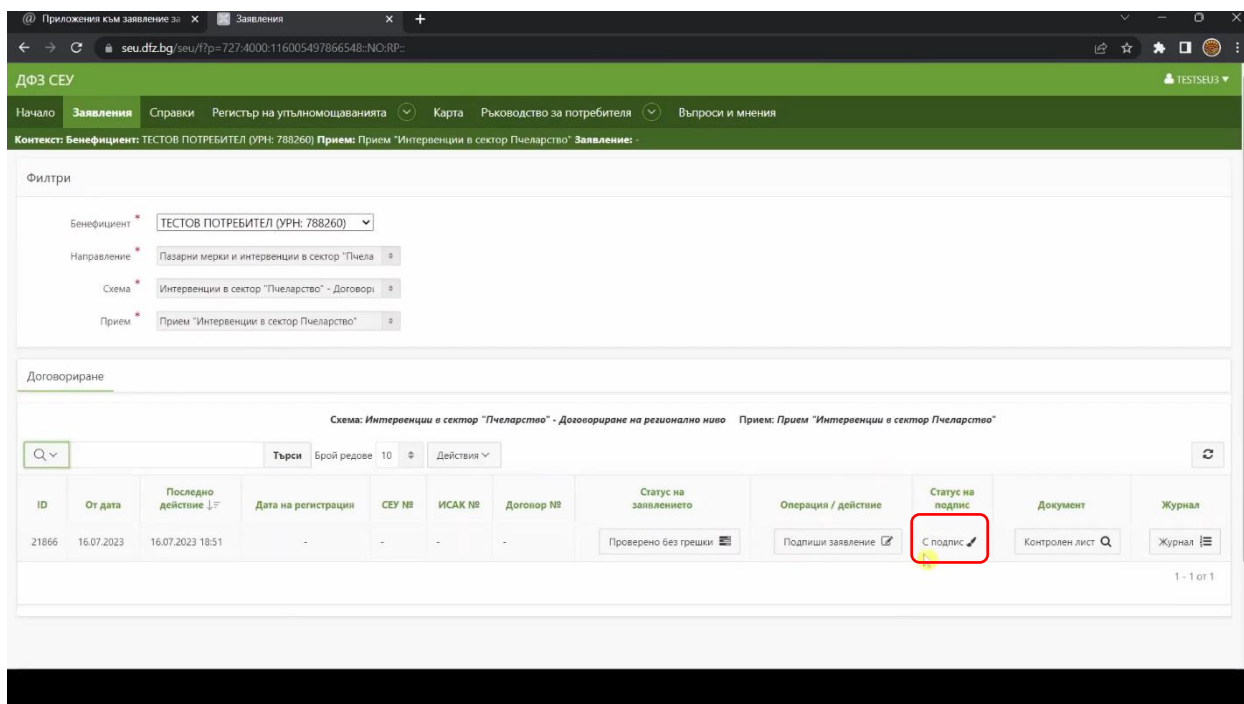 Приложения към заявление за
Заявления
seu.dfz.bg/seu/f?p=727:4000:116005497866548::NO:RP::
ДФЗ СЕУ
TESTSEU3
Начало Заявления Справки Регистър на упълномощаванията Карта Ръководство за потребителя Въпроси и мнения
Контекст: Бенефициент: ТЕСТОВ ПОТРЕБИТЕЛ (УРН: 788260) Прием: Прием "Интервенции в сектор Пчеларство" Заявление: -
Филтри
Бенефициент * ТЕСТОВ ПОТРЕБИТЕЛ (УРН: 788260)
Направление * Пазарни мерки и интервенции в сектор "Пчела
Схема * Интервенции в сектор "Пчеларство" - Договорі
Прием * Прием "Интервенции в сектор Пчеларство"
Договориране
Схема: Интервенции в сектор "Пчеларство" - Договориране на регионално ниво Прием: Прием "Интервенции в сектор Пчеларство"
Търси Брой редове 10 Действия
ID От дата Последно действие Дата на регистрация СЕУ № ИСАК № Договор № Статус на заявлението Операция / действие Статус на подпис Документ Журнал
21866 16.07.2023 16.07.2023 18:51 - - - - Проверено без грешки Подпиши заявление С подпис Контролен лист Журнал
1 - 1 от 1